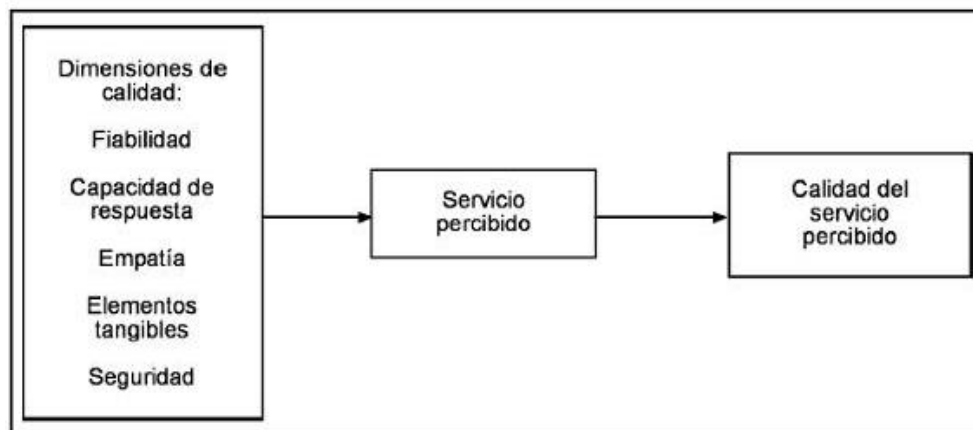 Dimensiones de
calidad:
Fiabilidad
Capacidad de
respuesta
Empatía
Elementos
tangibles
Seguridad
Servicio
percibido
Calidad del
servicio
percibido